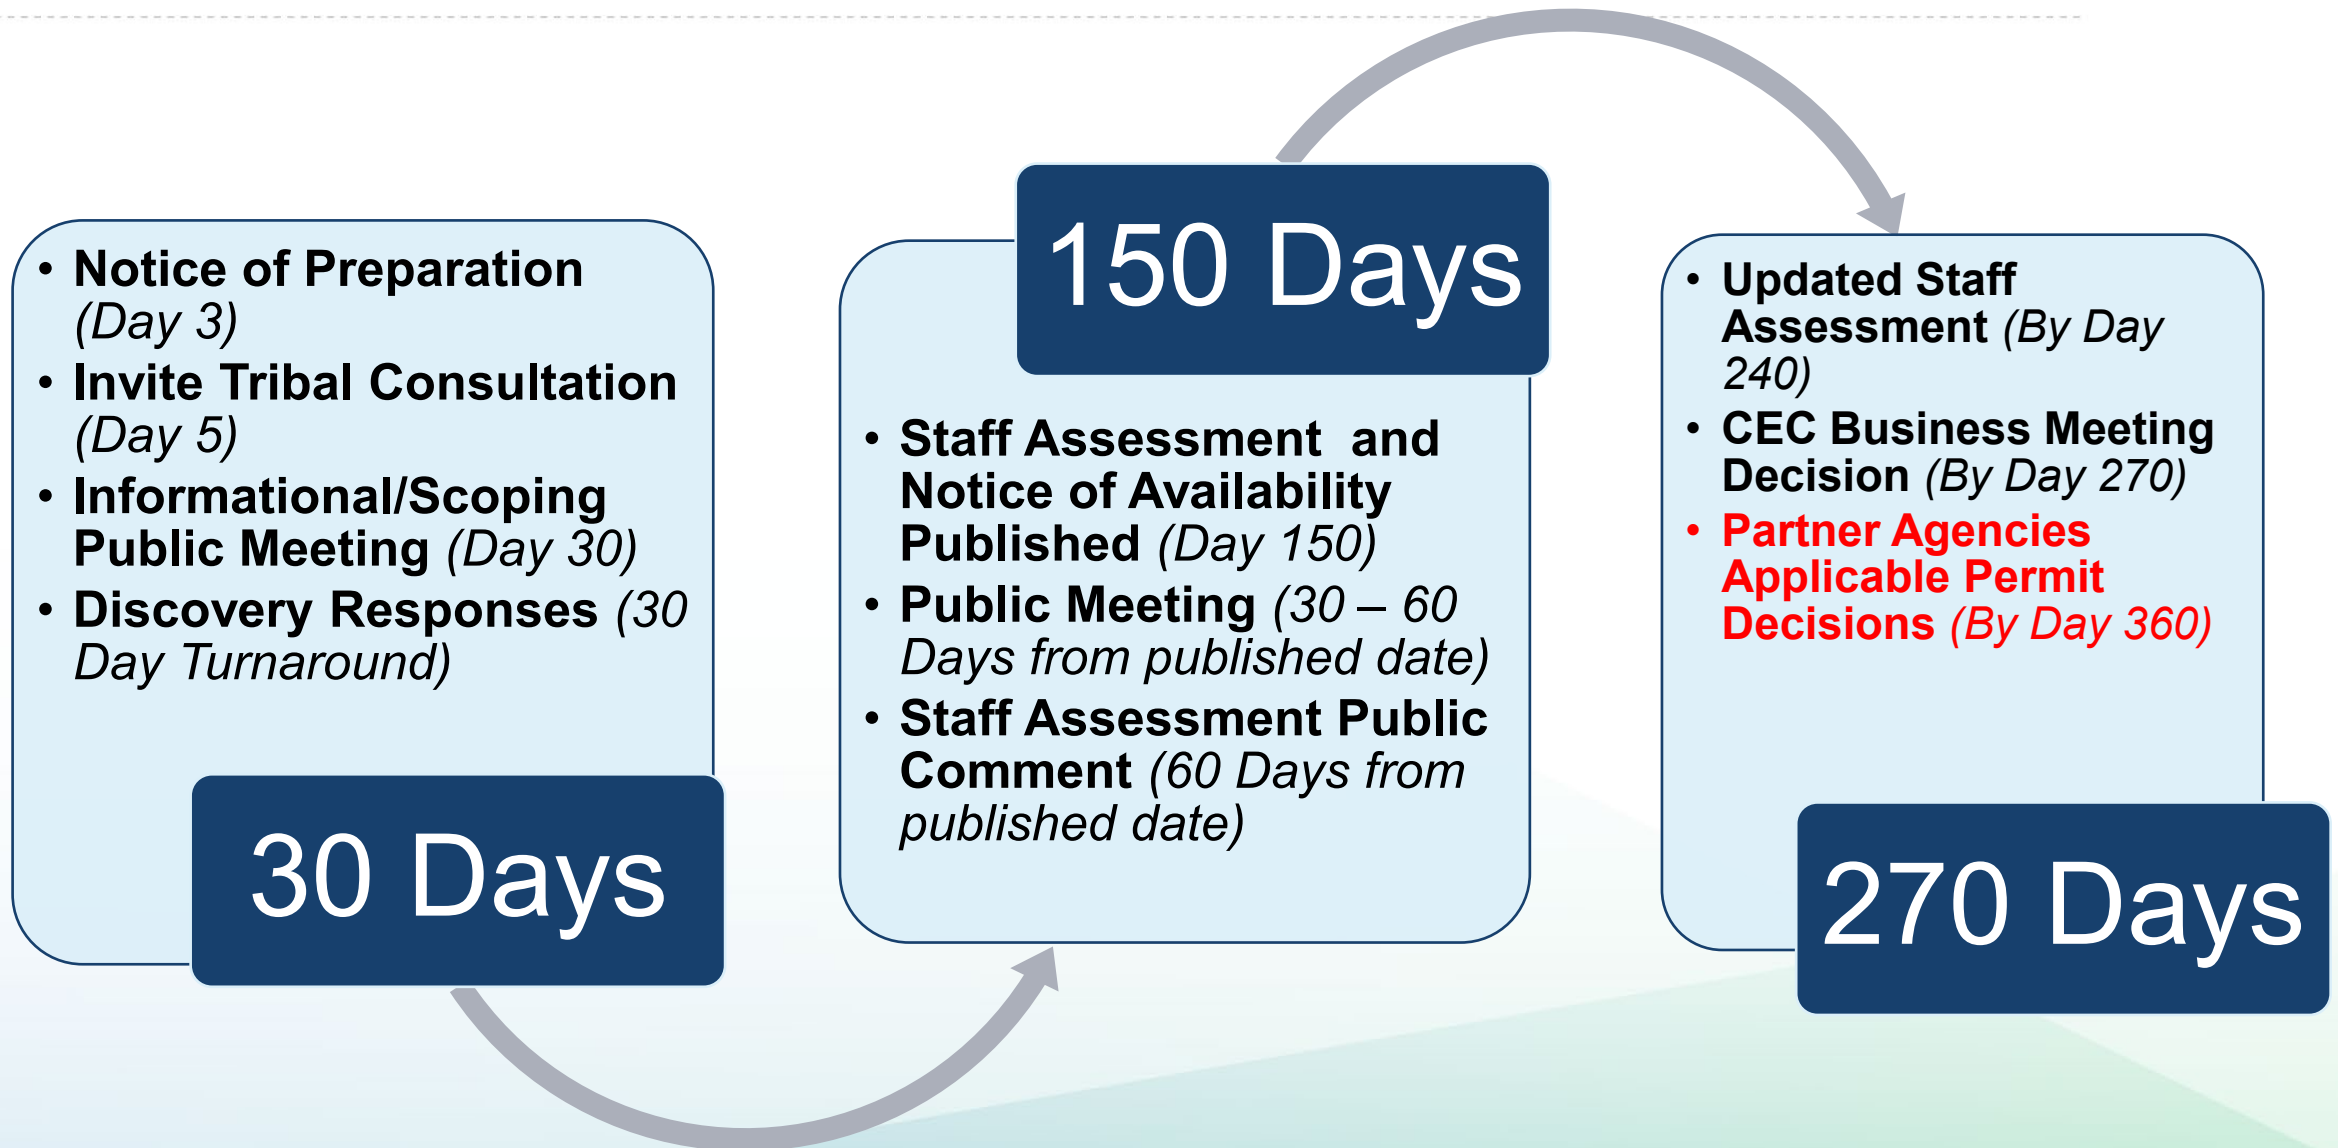 • Notice of Preparation
(Day 3)
• Invite Tribal Consultation
(Day 5)
• Informational/Scoping
Public Meeting (Day 30)
• Discovery Responses (30
Day Turnaround)
30 Days
150 Days
• Staff Assessment  and
Notice of Availability
Published (Day 150)
• Public Meeting (30 – 60
Days from published date)
• Staff Assessment Public
Comment (60 Days from
published date)
• Updated Staff
Assessment (By Day
240)
• CEC Business Meeting
Decision (By Day 270)
• Partner Agencies
Applicable Permit
Decisions (By Day 360)
270 Days